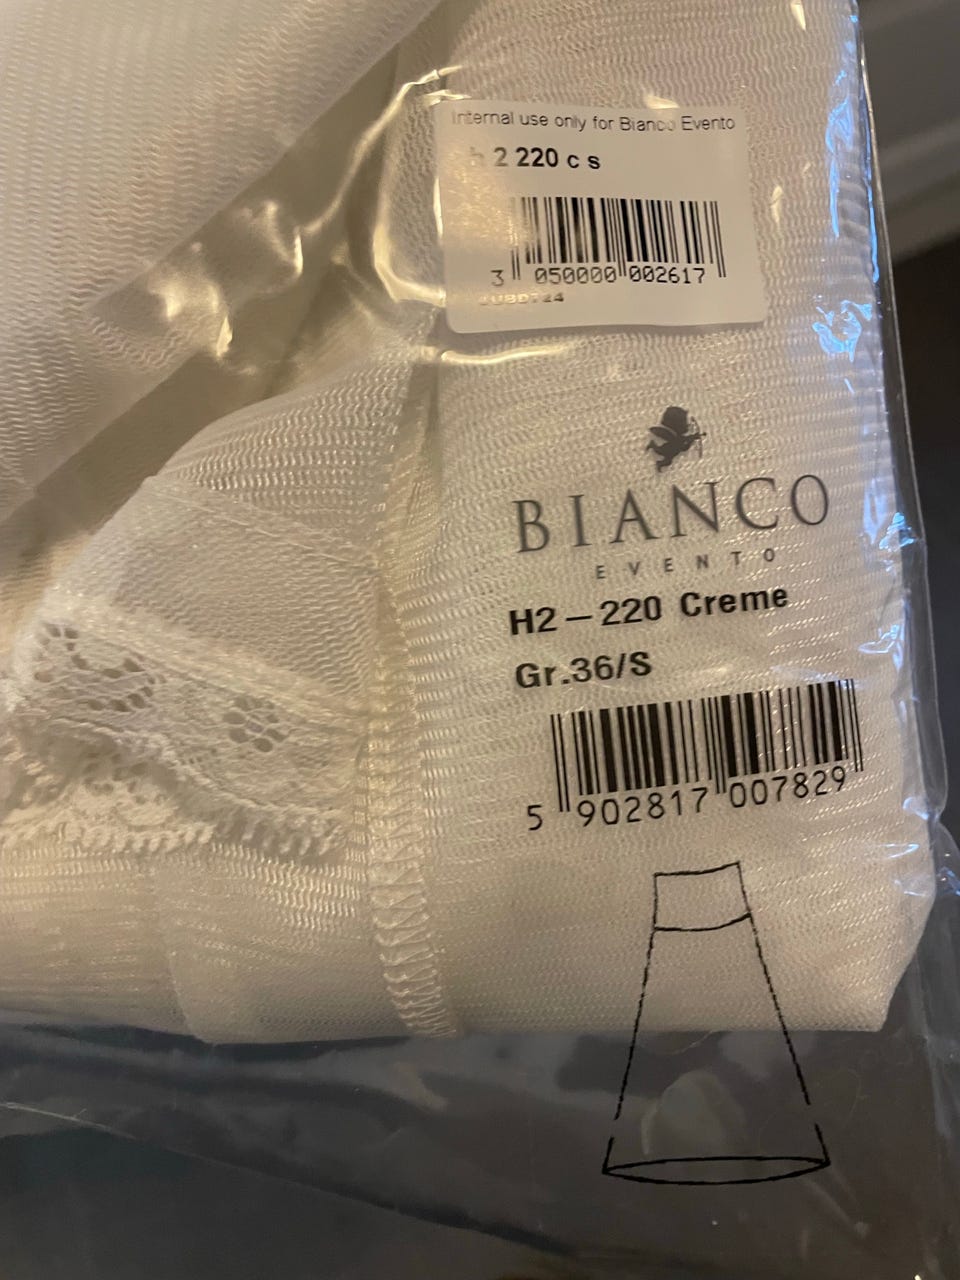 Internal use only for Bianco Evento
h 2 220 c s
3 050000 002617
BIANCO
EVENTO
H2-220 Creme
Gr.36/S
5 902817 007829